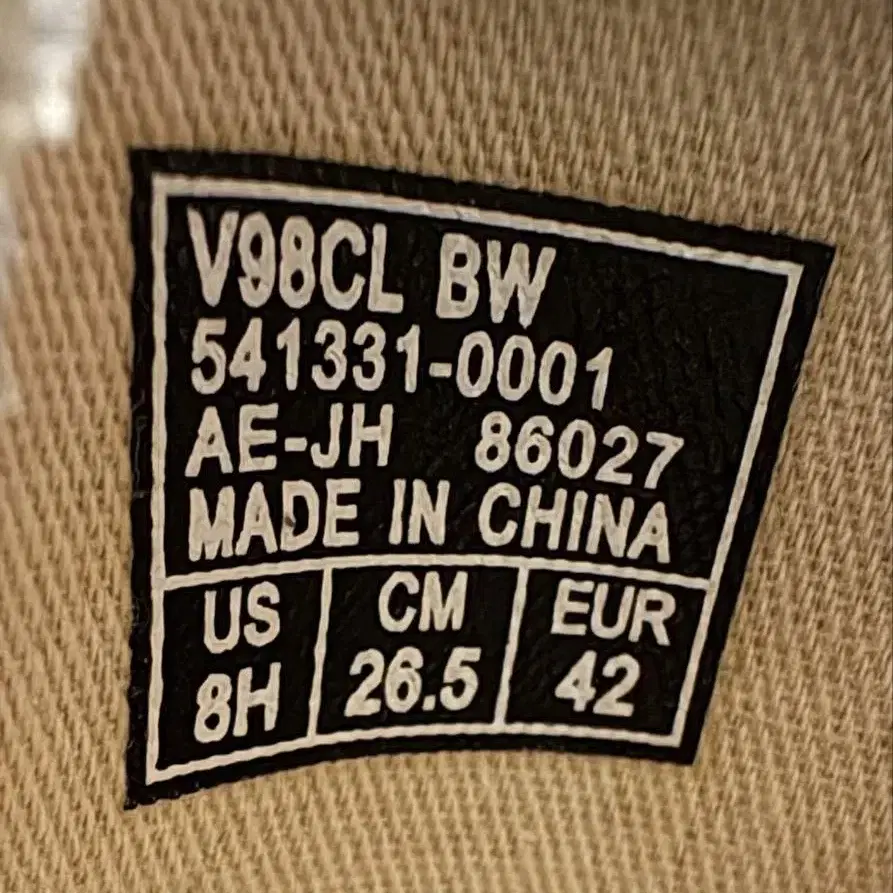 V98CL BW
541331-0001
AE-JH 86027
MADE IN CHINA
US CM EUR
8H 26.5 42